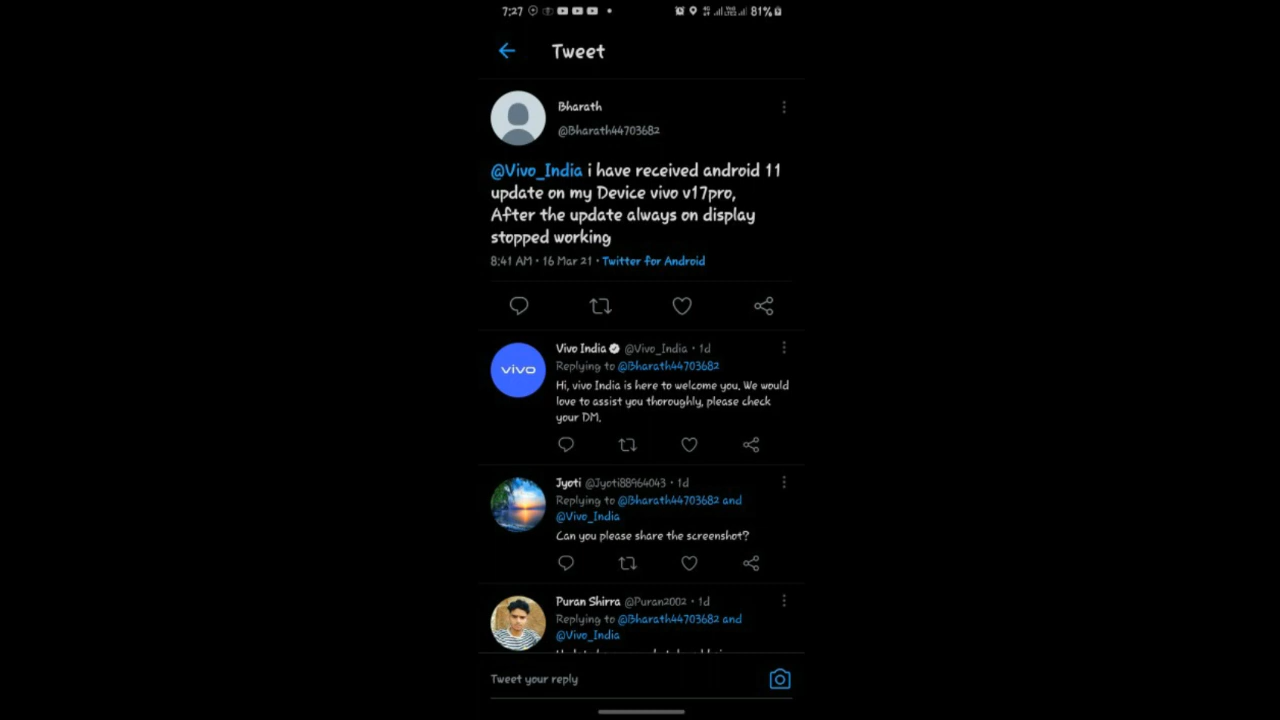 7:27 81%
Tweet
Bharath
@Bharath44703682
@Vivo_India i have received android 11
update on my Device vivo v17pro,
After the update always on display
stopped working
8:41 AM • 16 Mar 21 • Twitter for Android
Vivo India @Vivo_India • 1d
vivo
Replying to @Bharath44703682
Hi, vivo India is here to welcome you. We would
love to assist you thoroughly, please check
your DM.
Jyoti @Jyoti88964043 • 1d
Replying to @Bharath44703682 and
@Vivo_India
Can you please share the screenshot?
Puran Shirra @Puran2002 • 1d
Replying to @Bharath44703682 and
@Vivo_India
Tweet your reply